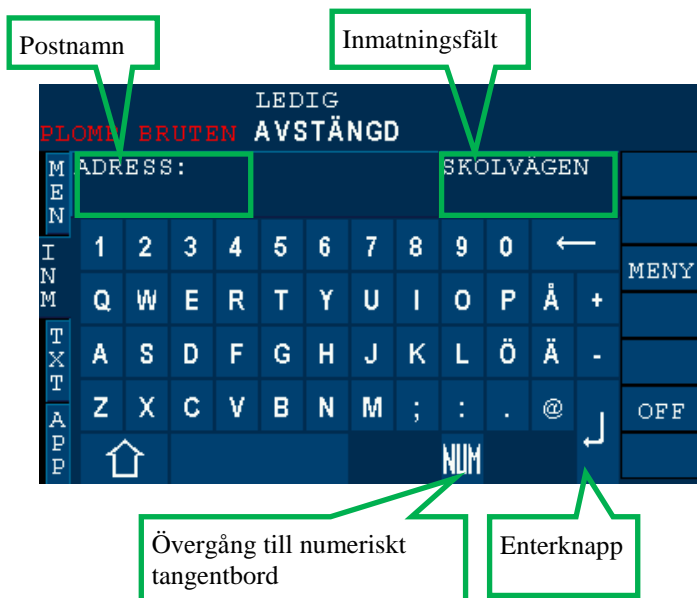 Postnamn
Inmatningsfält
LEDIG
PLOMB BRUTEN AVSTÄNGD
MEN
ADRESS: SKOLVÄGEN
1 2 3 4 5 6 7 8 9 0 ←
INM
MENY
Q W E R T Y U I O P Å +
TXT
A S D F G H J K L Ö Ä -
Z X C V B N M ; : . @ ↵
APP
OFF
⇧ NUM
Övergång till numeriskt
tangentbord
Enterknapp